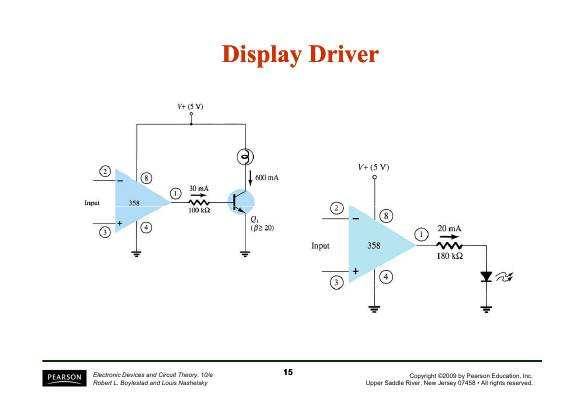 Display Driver
V+ (5 V)
2
8
600 mA
30 mA
1
Input
358
100 kΩ
Q1
(β≥ 20)
3
4
V+ (5 V)
2
8
1
20 mA
Input
358
180 kΩ
3
4
PEARSON
Electronic Devices and Circuit Theory, 10/e
Robert L. Boylestad and Louis Nashelsky
15
Copyright ©2009 by Pearson Education, Inc.
Upper Saddle River, New Jersey 07458 • All rights reserved.